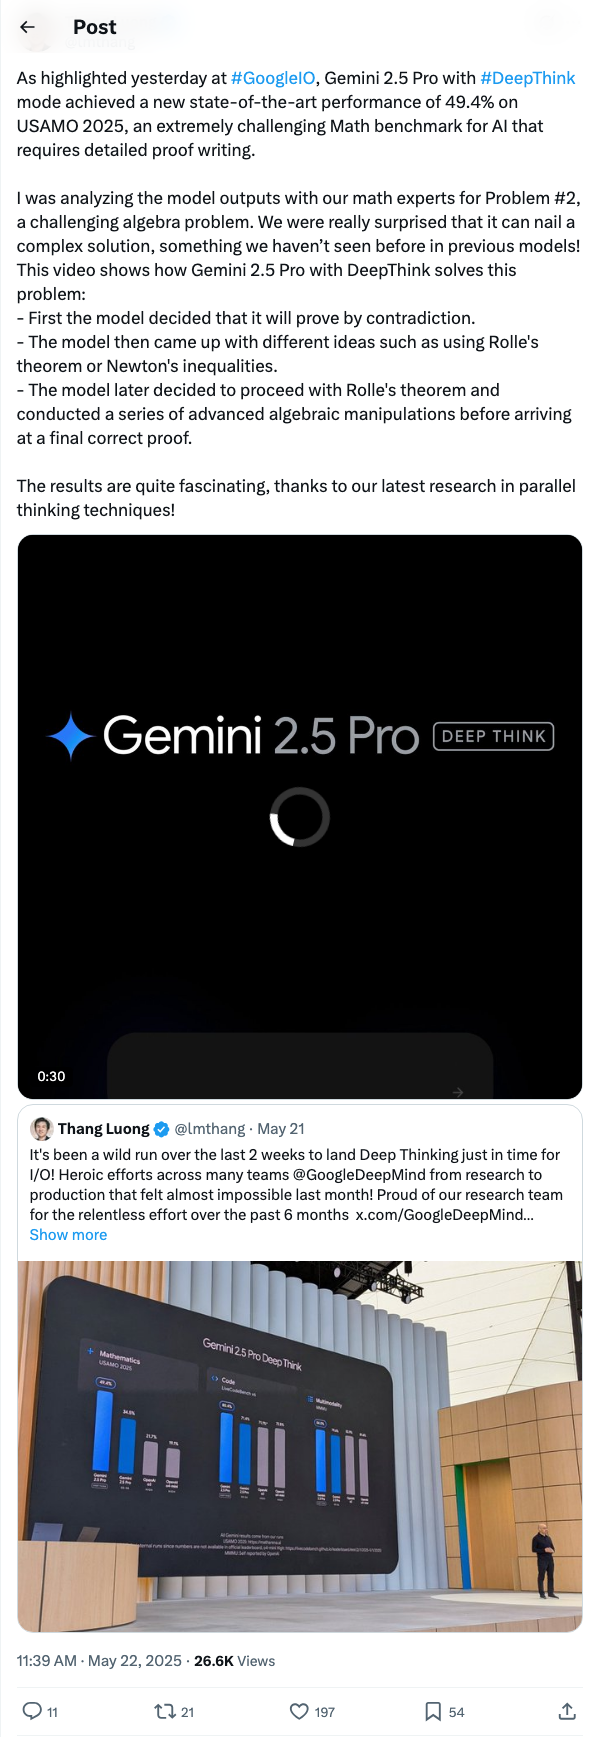 Post
As highlighted yesterday at #GoogleIO, Gemini 2.5 Pro with #DeepThink
mode achieved a new state-of-the-art performance of 49.4% on
USAMO 2025, an extremely challenging Math benchmark for AI that
requires detailed proof writing.
I was analyzing the model outputs with our math experts for Problem #2,
a challenging algebra problem. We were really surprised that it can nail a
complex solution, something we haven’t seen before in previous models!
This video shows how Gemini 2.5 Pro with DeepThink solves this
problem:
- First the model decided that it will prove by contradiction.
- The model then came up with different ideas such as using Rolle's
theorem or Newton's inequalities.
- The model later decided to proceed with Rolle's theorem and
conducted a series of advanced algebraic manipulations before arriving
at a final correct proof.
The results are quite fascinating, thanks to our latest research in parallel
thinking techniques!
Gemini 2.5 Pro DEEP THINK
0:30
Thang Luong @lmthang · May 21
It's been a wild run over the last 2 weeks to land Deep Thinking just in time for
I/O! Heroic efforts across many teams @GoogleDeepMind from research to
production that felt almost impossible last month! Proud of our research team
for the relentless effort over the past 6 months x.com/GoogleDeepMind...
Show more
Gemini 2.5 Pro Deep Think
Mathematics
USAMO 2025
49.4%
34.5%
21.7%
19.1%
Code
LiveCodeBench v6
80.4%
71.4%
Multimodality
MMMU
11:39 AM · May 22, 2025 · 26.6K Views
11 21 197 54